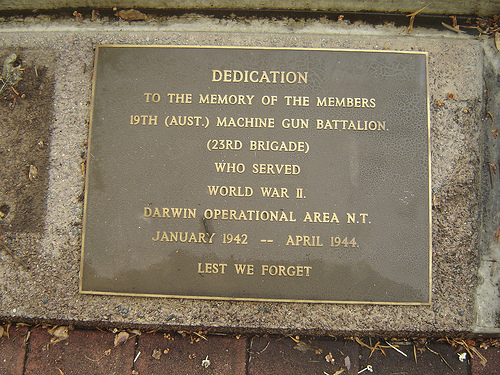 DEDICATION
TO THE MEMORY OF THE MEMBERS
19TH (AUST.) MACHINE GUN BATTALION.
(23RD BRIGADE)
WHO SERVED
WORLD WAR II.
DARWIN OPERATIONAL AREA N.T.
JANUARY 1942 -- APRIL 1944.
LEST WE FORGET